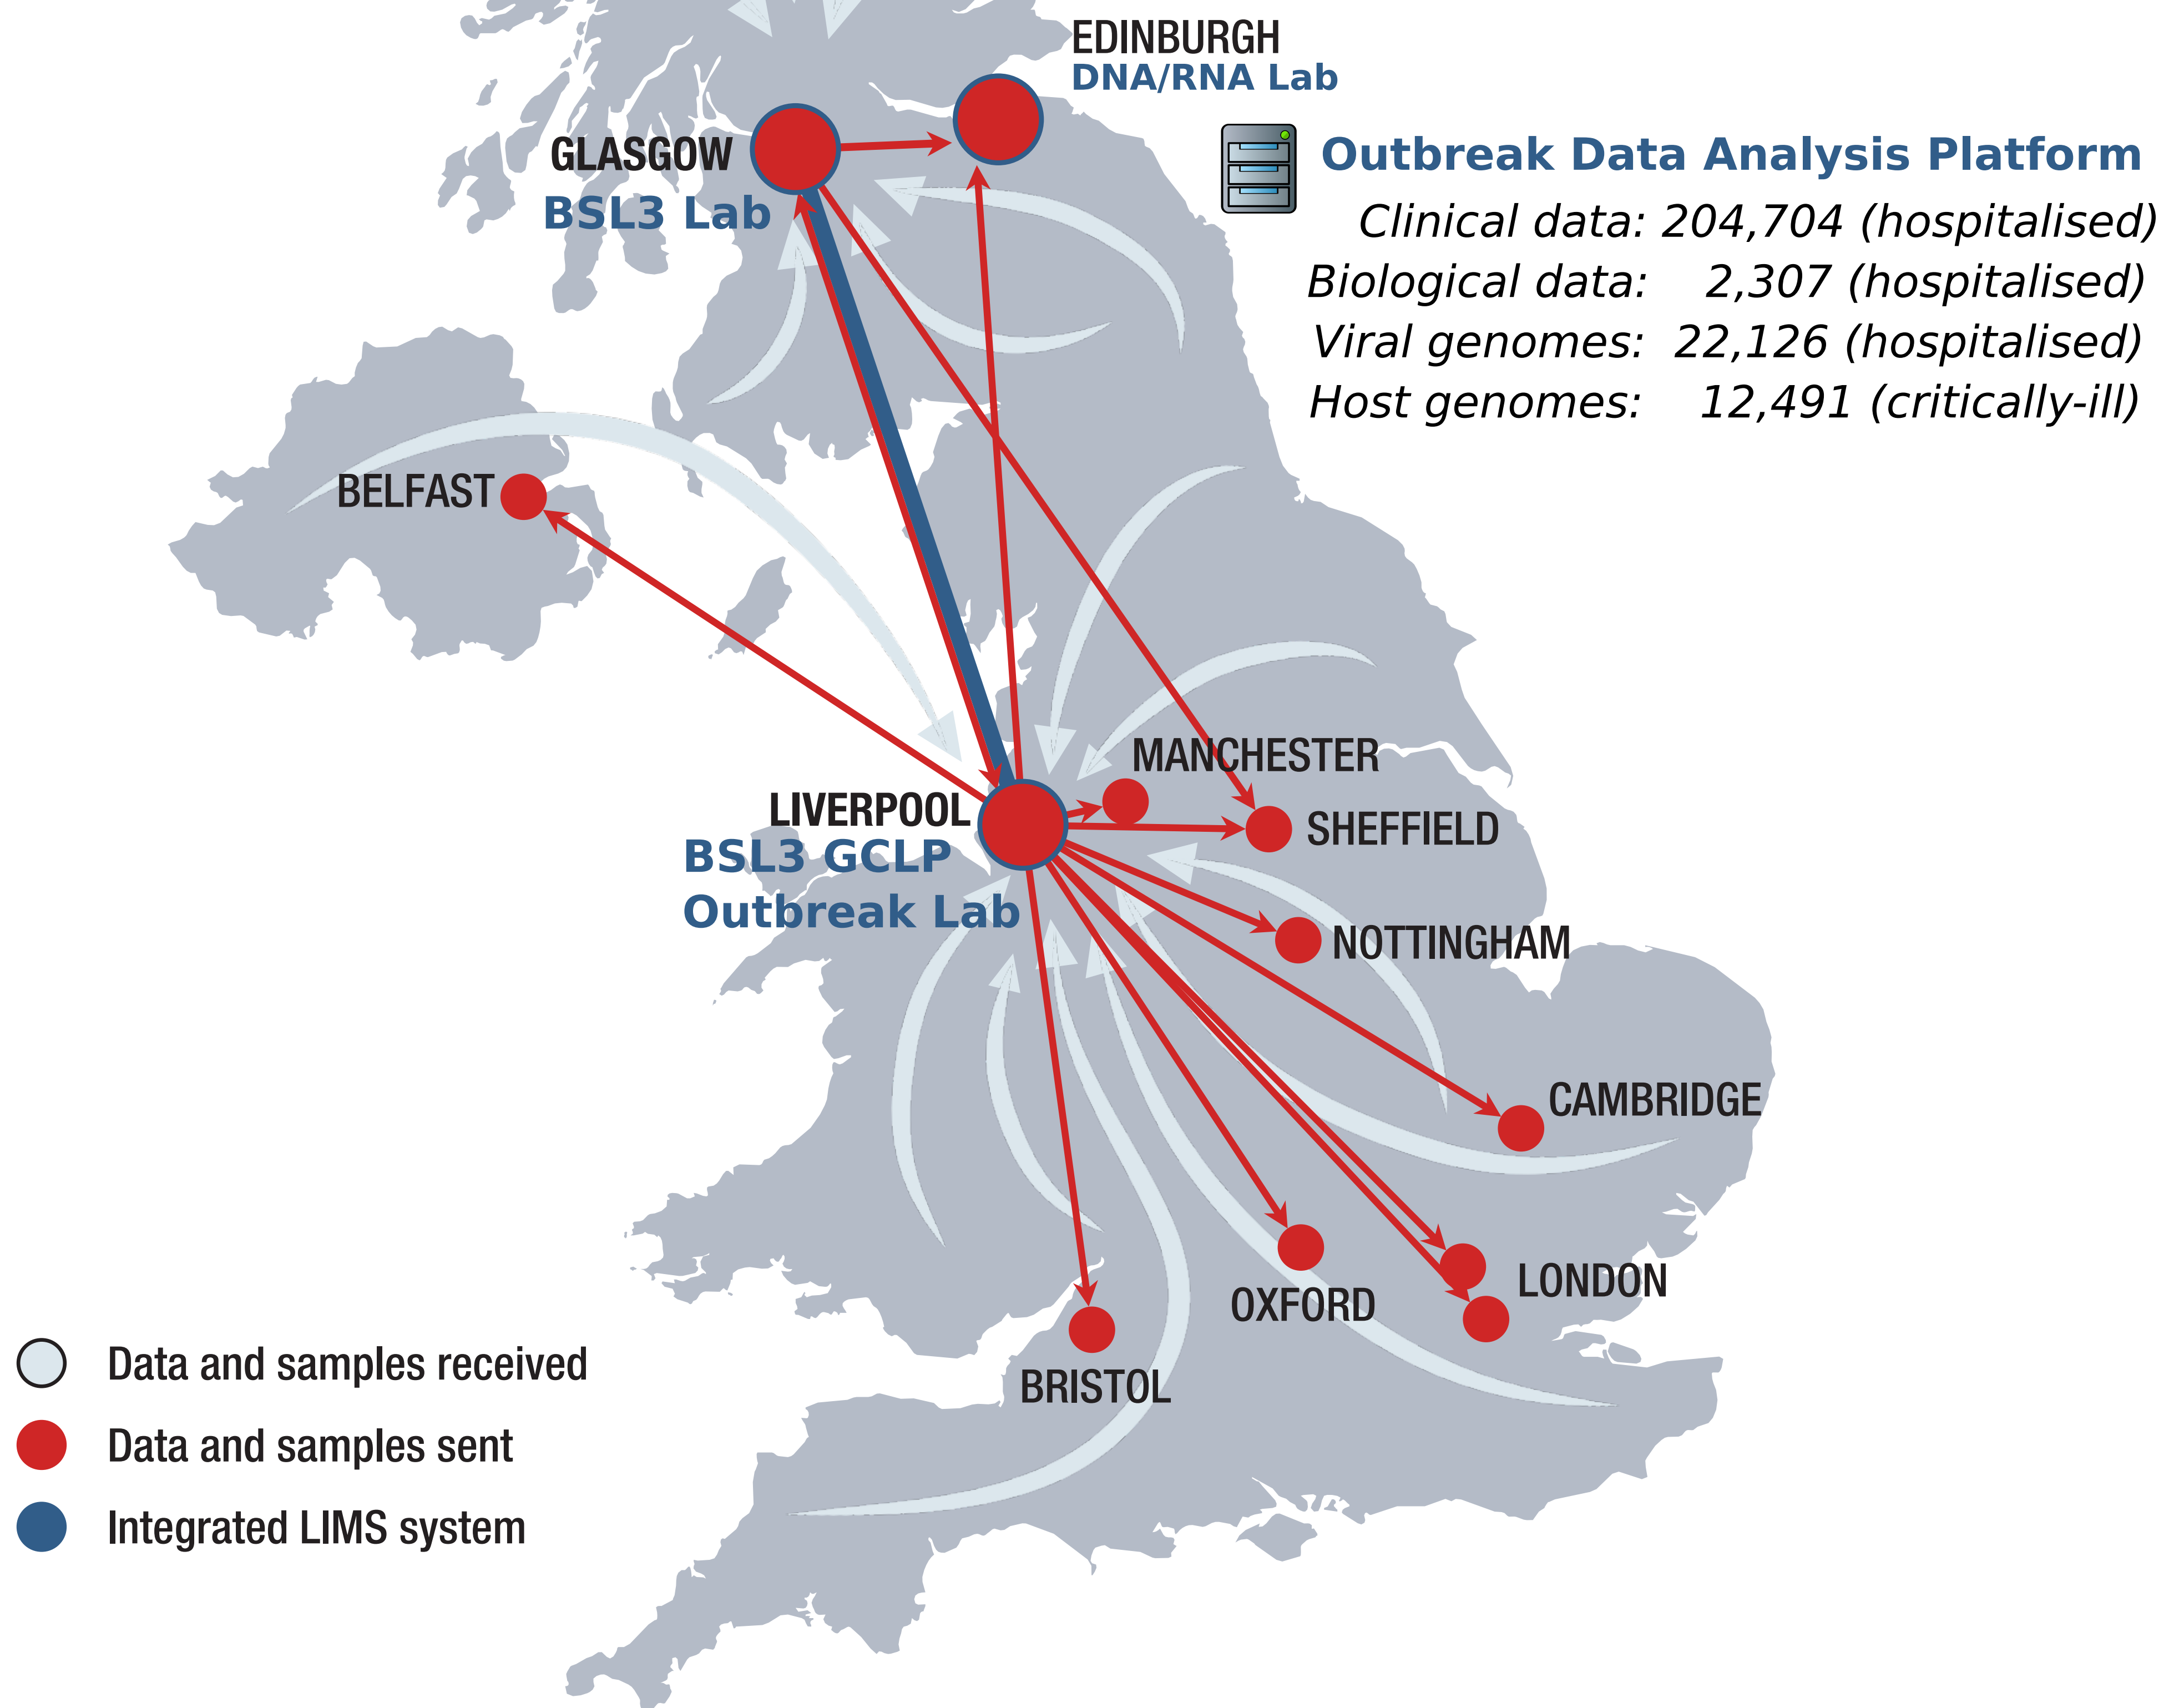 EDINBURGH
DNA/RNA Lab
GLASGOW
BSL3 Lab
Outbreak Data Analysis Platform
Clinical data: 204,704 (hospitalised)
Biological data: 2,307 (hospitalised)
Viral genomes: 22,126 (hospitalised)
Host genomes: 12,491 (critically-ill)
BELFAST
MANCHESTER
LIVERPOOL
BSL3 GCLP
Outbreak Lab
SHEFFIELD
NOTTINGHAM
CAMBRIDGE
LONDON
OXFORD
BRISTOL
Data and samples received
Data and samples sent
Integrated LIMS system